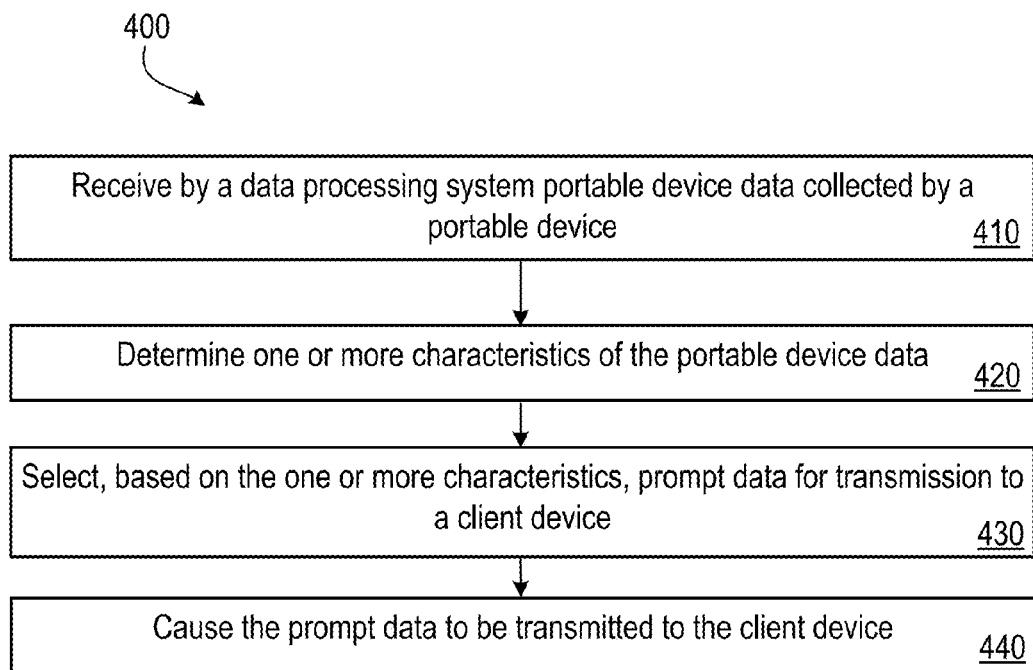 400
Receive by a data processing system portable device data collected by a
portable device
410
Determine one or more characteristics of the portable device data
420
Select, based on the one or more characteristics, prompt data for transmission to
a client device
430
Cause the prompt data to be transmitted to the client device
440